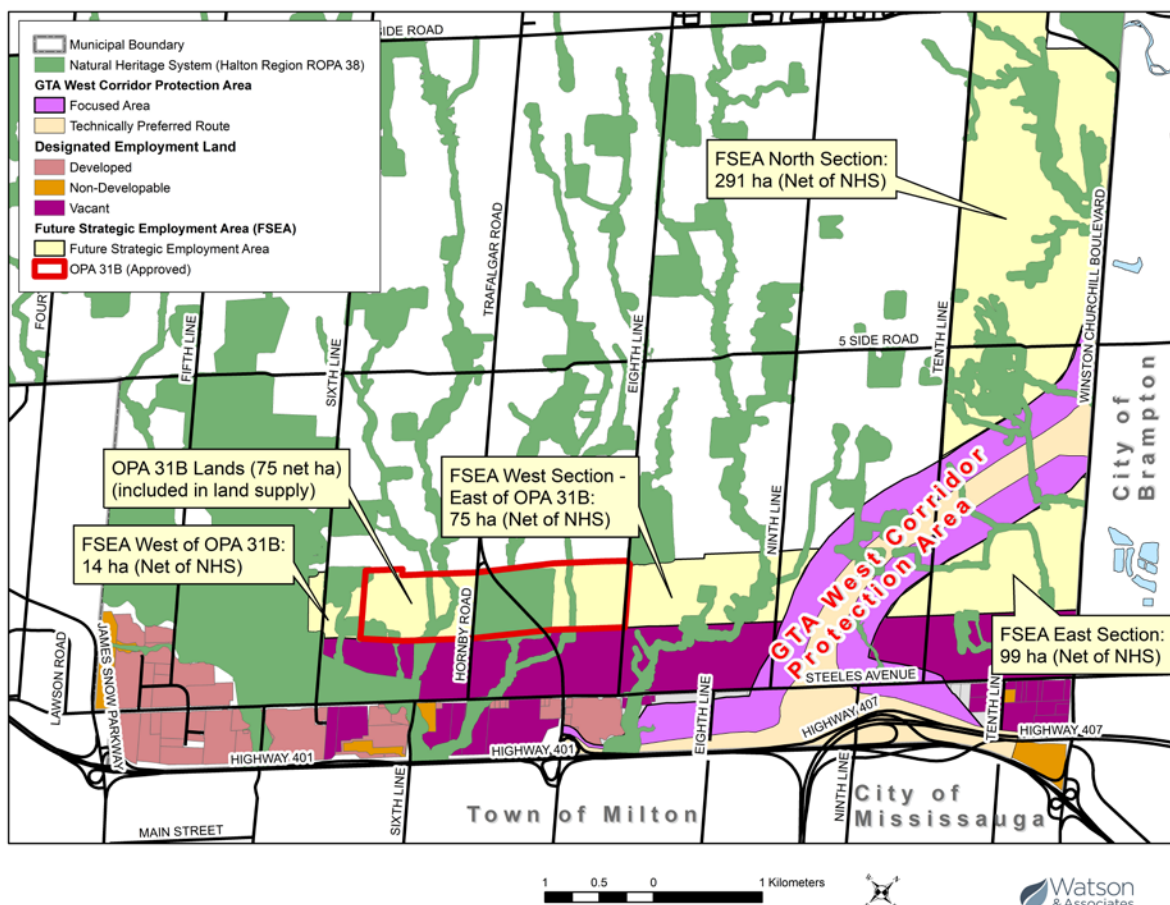 SIDE ROAD
Municipal Boundary
Natural Heritage System (Halton Region ROPA 38)
GTA West Corridor Protection Area
Focused Area
Technically Preferred Route
Designated Employment Land
Developed
Non-Developable
Vacant
Future Strategic Employment Area (FSEA)
Future Strategic Employment Area
OPA 31B (Approved)
FSEA North Section:
291 ha (Net of NHS)
FIFTH LINE
SIXTH LINE
TRAFALGAR ROAD
EIGHTH LINE
5 SIDE ROAD
TENTH LINE
WINSTON CHURCHILL BOULEVARD
City of
Brampton
OPA 31B Lands (75 net ha)
(included in land supply)
FSEA West Section -
East of OPA 31B:
75 ha (Net of NHS)
FSEA West of OPA 31B:
14 ha (Net of NHS)
NINTH LINE
GTA West Corridor
Protection Area
FSEA East Section:
99 ha (Net of NHS)
LAWSON ROAD
JAMES SNOW PARKWAY
HORNBY ROAD
STEELES AVENUE
EIGHTH LINE
HIGHWAY 407
HIGHWAY 407
HIGHWAY 401
HIGHWAY 401
SIXTH LINE
NINTH LINE
MAIN STREET
Town of Milton
City of
Mississauga
1 0.5 0 1 Kilometers
Watson
& Associates